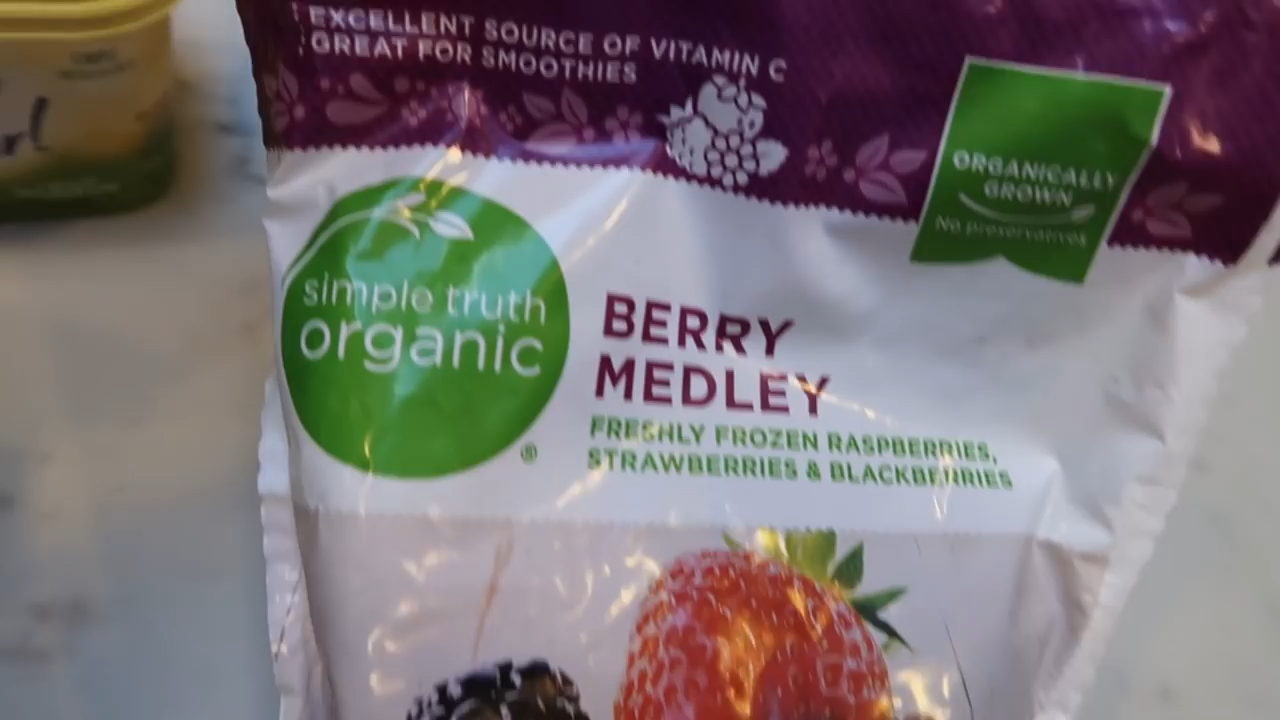 EXCELLENT SOURCE OF VITAMIN C
GREAT FOR SMOOTHIES
ORGANICALLY
GROWN
No preservatives
simple truth
organic
®
BERRY
MEDLEY
FRESHLY FROZEN RASPBERRIES,
STRAWBERRIES & BLACKBERRIES